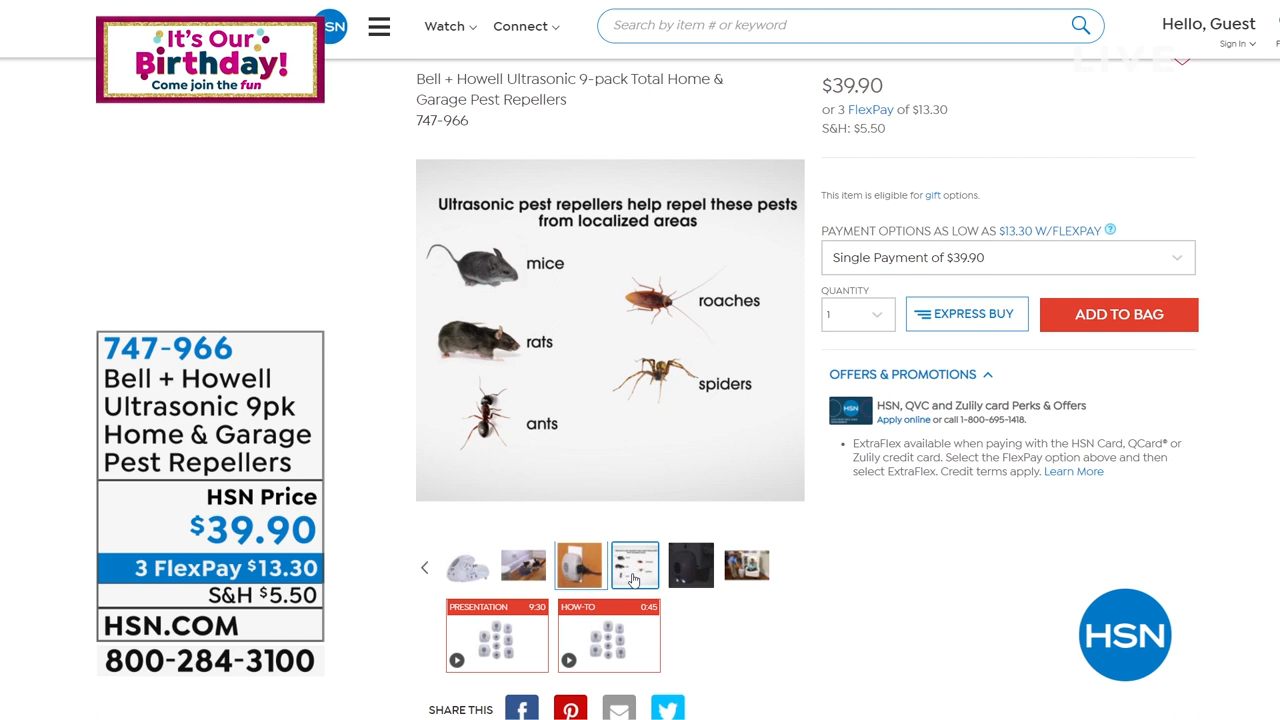 It's Our
Birthday!
Come join the fun
HSN
Watch
Connect
Search by item # or keyword
Hello, Guest
Sign In
LIVE
Bell + Howell Ultrasonic 9-pack Total Home &
Garage Pest Repellers
747-966
$39.90
or 3 FlexPay of $13.30
S&H: $5.50
This item is eligible for gift options.
PAYMENT OPTIONS AS LOW AS $13.30 W/FLEXPAY ?
Single Payment of $39.90
QUANTITY
1
EXPRESS BUY
ADD TO BAG
OFFERS & PROMOTIONS
HSN
HSN, QVC and Zulily card Perks & Offers
Apply online or call 1-800-695-1418.
• ExtraFlex available when paying with the HSN Card, QCard® or
Zulily credit card. Select the FlexPay option above and then
select ExtraFlex. Credit terms apply. Learn More
Ultrasonic pest repellers help repel these pests
from localized areas
mice
roaches
rats
spiders
ants
747-966
Bell + Howell
Ultrasonic 9pk
Home & Garage
Pest Repellers
HSN Price
$39.90
3 FlexPay $13.30
S&H $5.50
HSN.COM
800-284-3100
PRESENTATION 9:30
HOW-TO 0:45
SHARE THIS
HSN